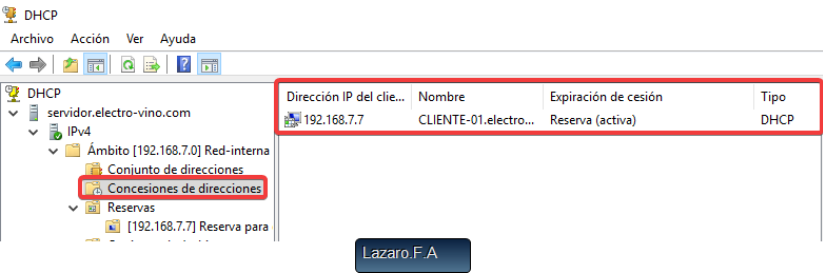 DHCP
Archivo Acción Ver Ayuda
DHCP
servidor.electro-vino.com
IPv4
Ámbito [192.168.7.0] Red-interna
Conjunto de direcciones
Concesiones de direcciones
Reservas
[192.168.7.7] Reserva para
Dirección IP del clie... Nombre Expiración de cesión Tipo
192.168.7.7 CLIENTE-01.electro... Reserva (activa) DHCP
Lazaro.F.A